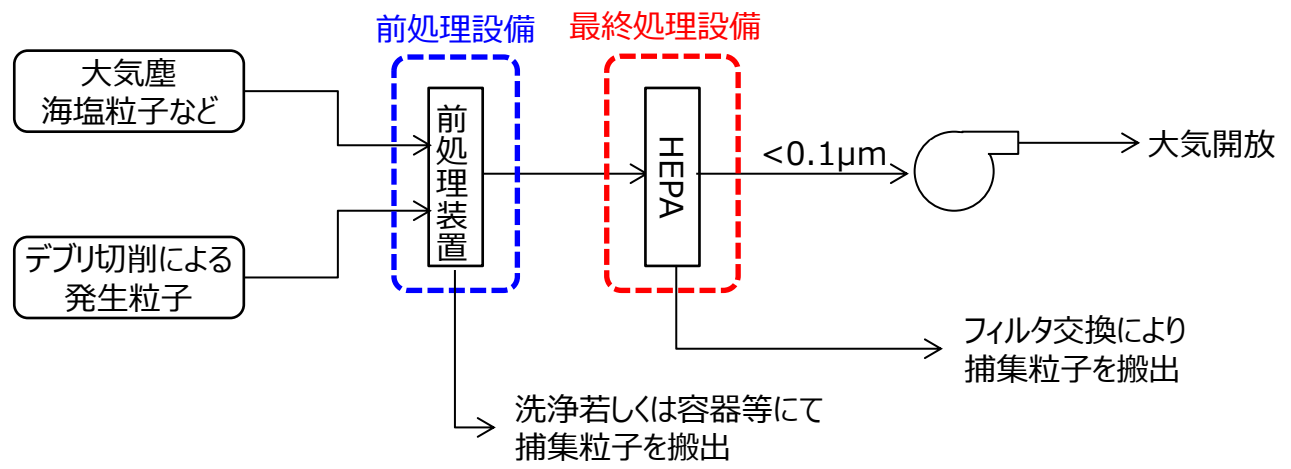 前処理設備
最終処理設備
大気塵
海塩粒子など
前処理装置
HEPA
<0.1μm
大気開放
デブリ切削による
発生粒子
フィルタ交換により
捕集粒子を搬出
洗浄若しくは容器等にて
捕集粒子を搬出